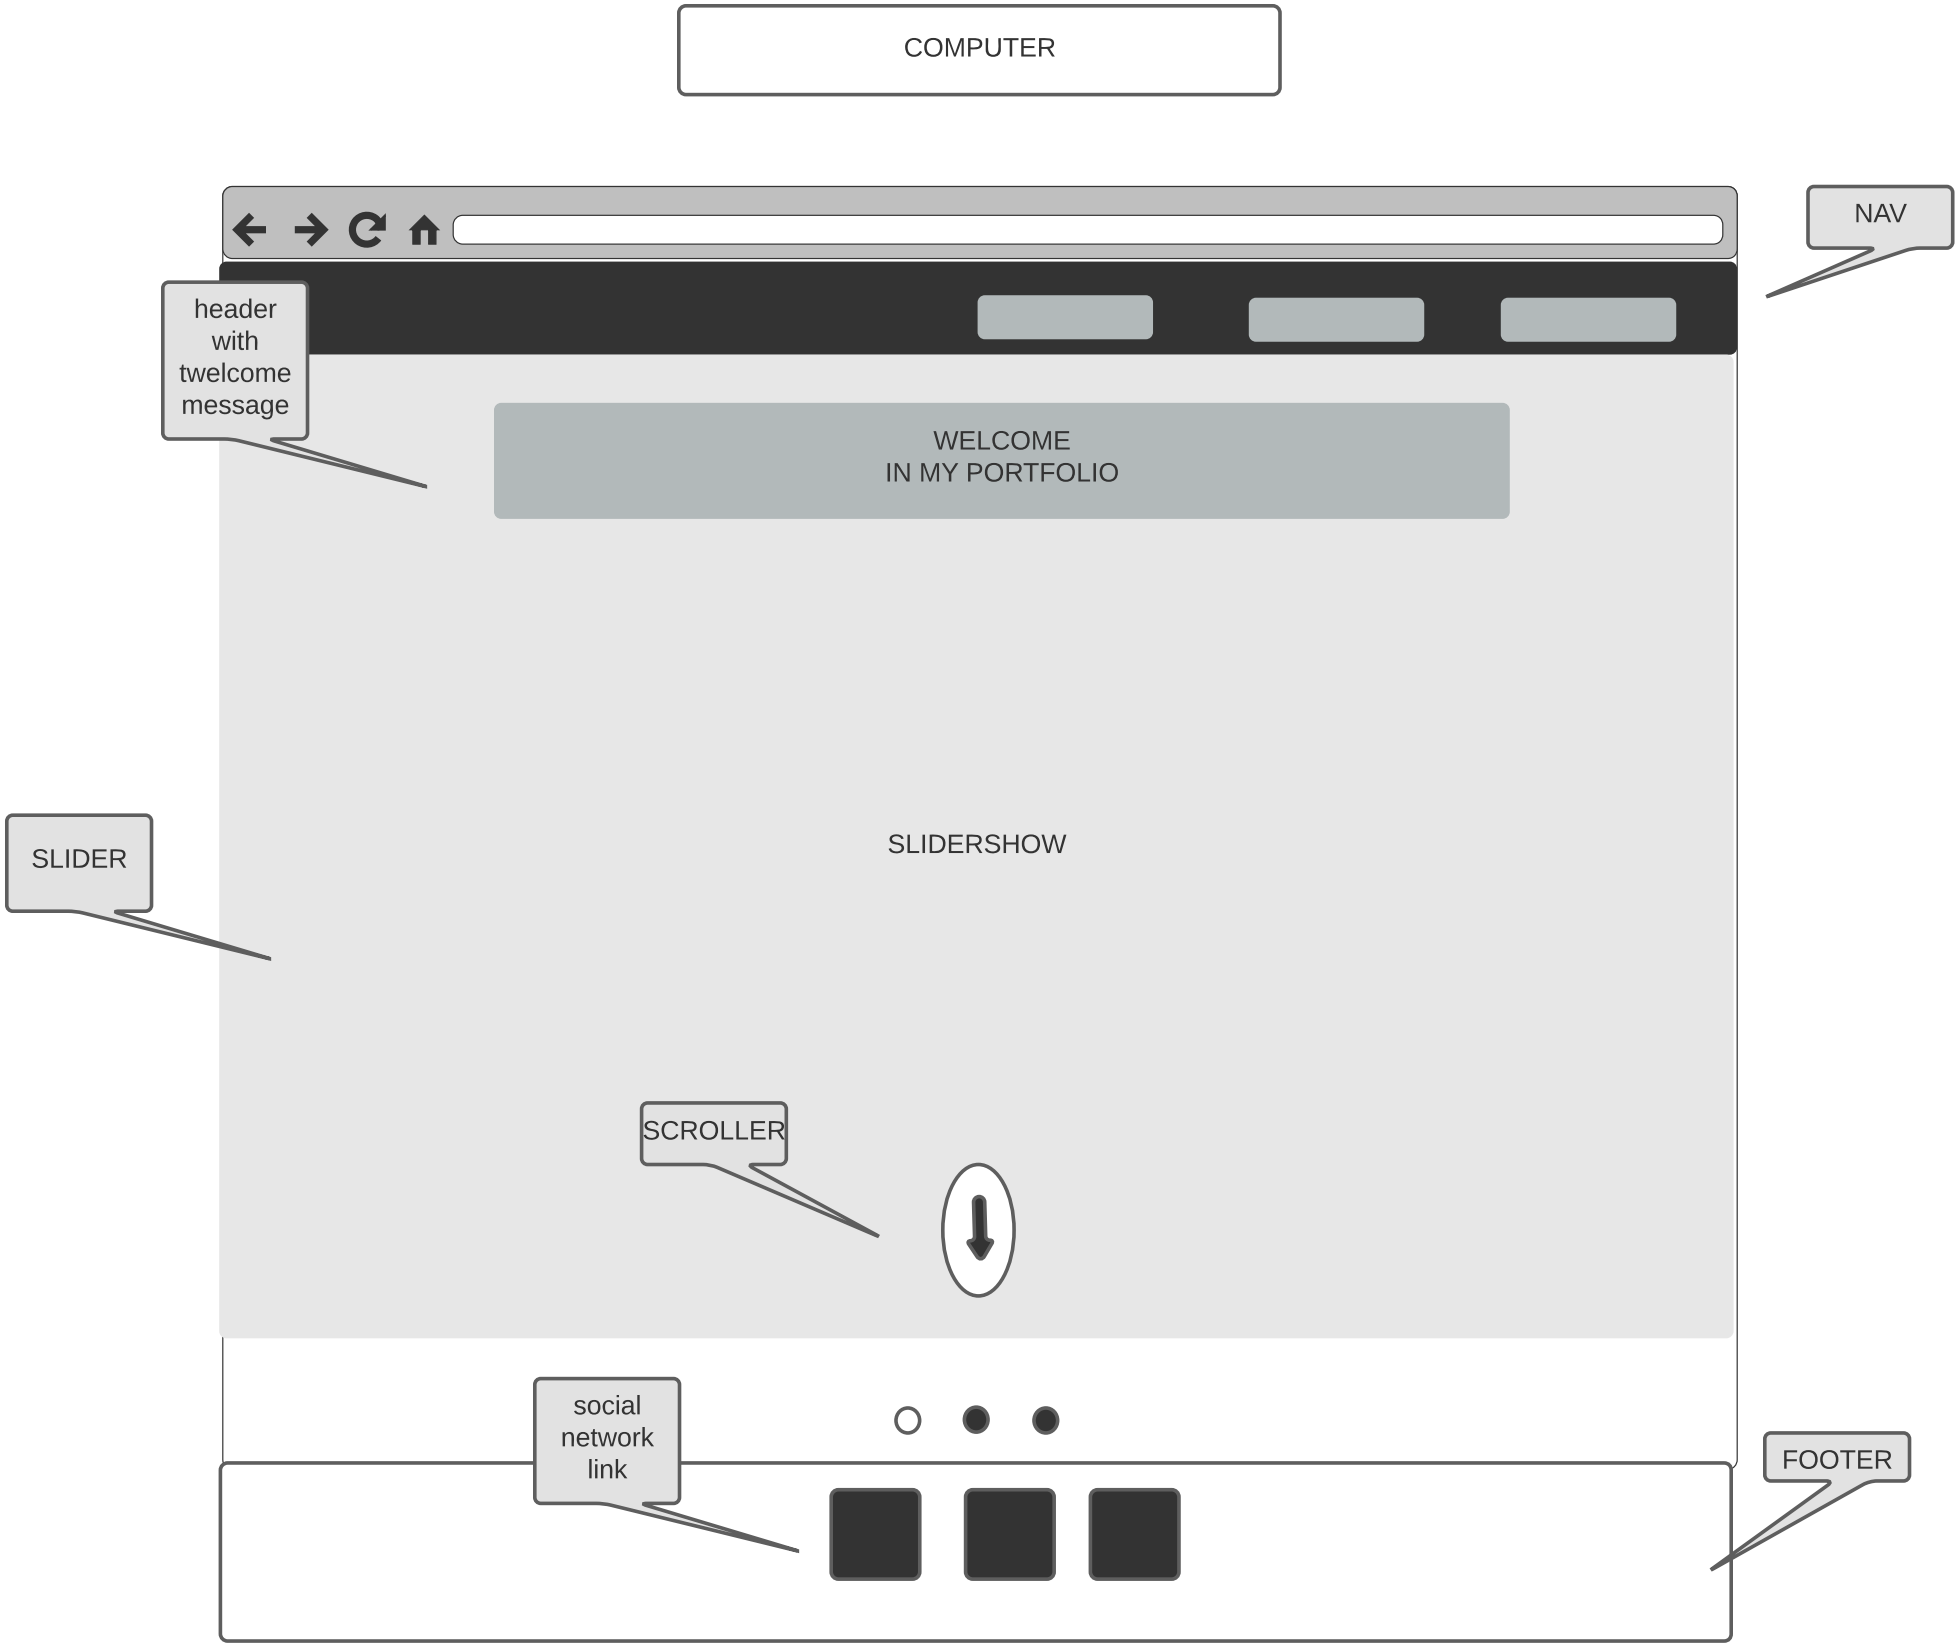 COMPUTER
NAV
header
with
twelcome
message
WELCOME
IN MY PORTFOLIO
SLIDERSHOW
SLIDER
SCROLLER
social
network
link
FOOTER